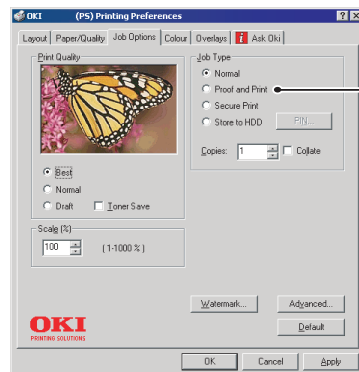 OKI (PS) Printing Preferences
Layout Paper/Quality Job Options Colour Overlays Ask Oki
Print Quality
Best
Normal
Draft Toner Save
Scale (%)
100 (1-1000 %)
Job Type
Normal
Proof and Print
Secure Print
Store to HDD PIN...
Copies: 1 Collate
Watermark... Advanced...
Default
OKI
PRINTING SOLUTIONS
OK Cancel Apply